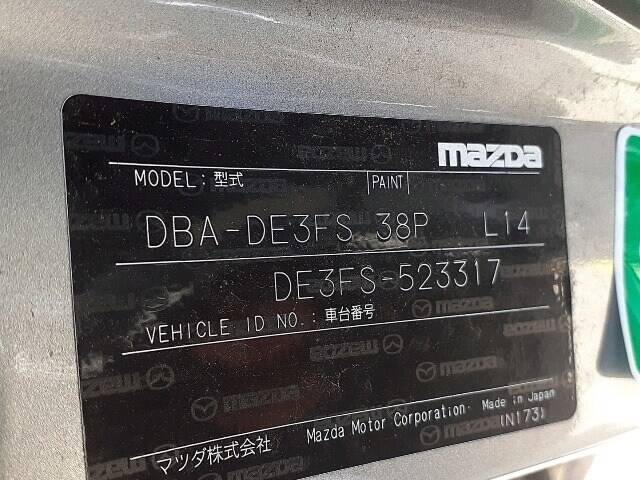 mazda
MODEL: 型式 PAINT
DBA-DE3FS 38P L14
DE3FS-523317
VEHICLE ID NO.: 車台番号
マツダ株式会社 Mazda Motor Corporation Made in Japan
(N173)